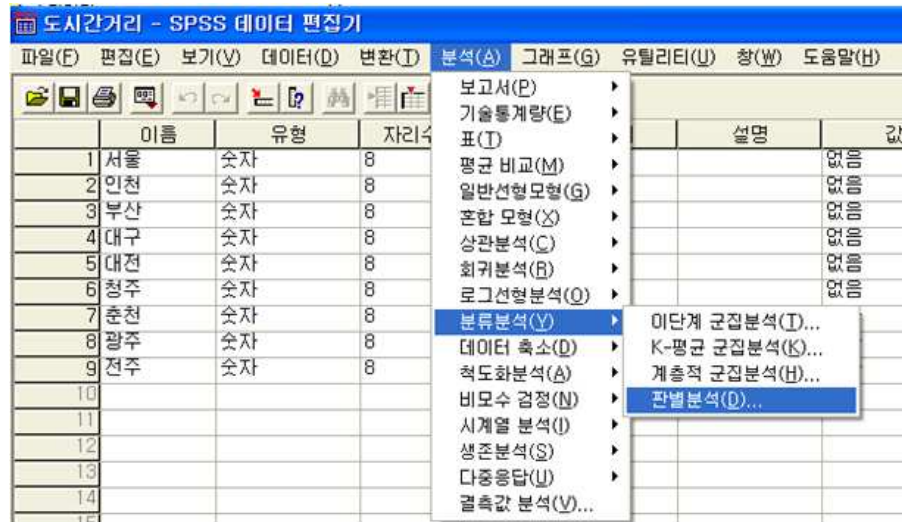 도시간거리 - SPSS 데이터 편집기
파일(F) 편집(E) 보기(V) 데이터(D) 변환(T) 분석(A) 그래프(G) 유틸리티(U) 창(W) 도움말(H)
이름 유형 자리수 설명 값
1 서울 숫자 8 없음
2 인천 숫자 8 없음
3 부산 숫자 8 없음
4 대구 숫자 8 없음
5 대전 숫자 8 없음
6 청주 숫자 8 없음
7 춘천 숫자 8
8 광주 숫자 8
9 전주 숫자 8
10
11
12
13
14
15
보고서(P)
기술통계량(E)
표(T)
평균 비교(M)
일반선형모형(G)
혼합 모형(X)
상관분석(C)
회귀분석(R)
로그선형분석(O)
분류분석(Y)
데이터 축소(D)
척도화분석(A)
비모수 검정(N)
시계열 분석(I)
생존분석(S)
다중응답(U)
결측값 분석(V)...
이단계 군집분석(T)...
K-평균 군집분석(K)...
계층적 군집분석(H)...
판별분석(D)...